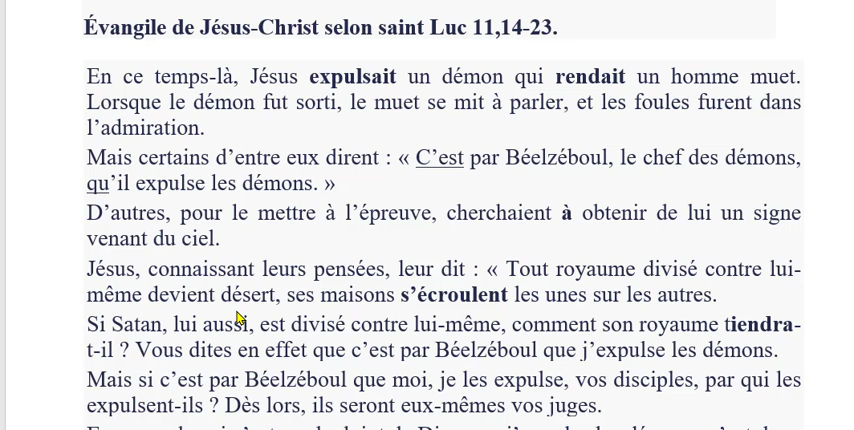 Évangile de Jésus-Christ selon saint Luc 11,14-23.
En ce temps-là, Jésus expulsait un démon qui rendait un homme muet.
Lorsque le démon fut sorti, le muet se mit à parler, et les foules furent dans
l’admiration.
Mais certains d’entre eux dirent : « C’est par Béelzéboul, le chef des démons,
qu’il expulse les démons. »
D’autres, pour le mettre à l’épreuve, cherchaient à obtenir de lui un signe
venant du ciel.
Jésus, connaissant leurs pensées, leur dit : « Tout royaume divisé contre lui-
même devient désert, ses maisons s’écroulent les unes sur les autres.
Si Satan, lui aussi, est divisé contre lui-même, comment son royaume tiendra-
t-il ? Vous dites en effet que c’est par Béelzéboul que j’expulse les démons.
Mais si c’est par Béelzéboul que moi, je les expulse, vos disciples, par qui les
expulsent-ils ? Dès lors, ils seront eux-mêmes vos juges.